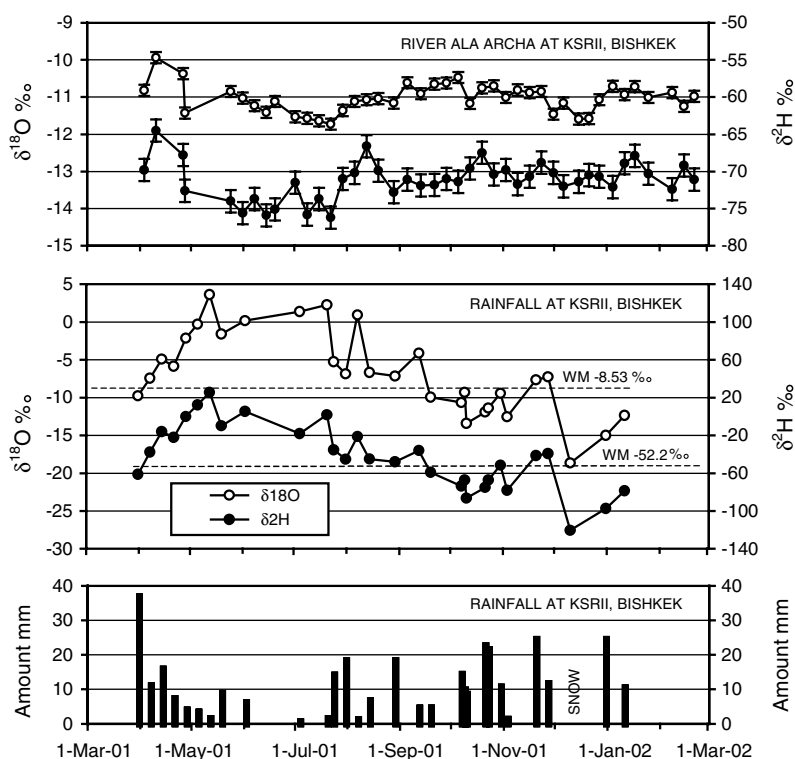 RIVER ALA ARCHA AT KSRII, BISHKEK
-9
-10
-11
-12
-13
-14
-15
δ18O ‰
-50
-55
-60
-65
-70
-75
-80
δ2H ‰
RAINFALL AT KSRII, BISHKEK
5
0
-5
-10
-15
-20
-25
-30
δ18O ‰
140
100
60
20
-20
-60
-100
-140
δ2H ‰
WM -8.53 ‰
WM -52.2‰
δ18O
δ2H
RAINFALL AT KSRII, BISHKEK
40
30
20
10
0
Amount mm
40
30
20
10
0
Amount mm
SNOW
1-Mar-01 1-May-01 1-Jul-01 1-Sep-01 1-Nov-01 1-Jan-02 1-Mar-02